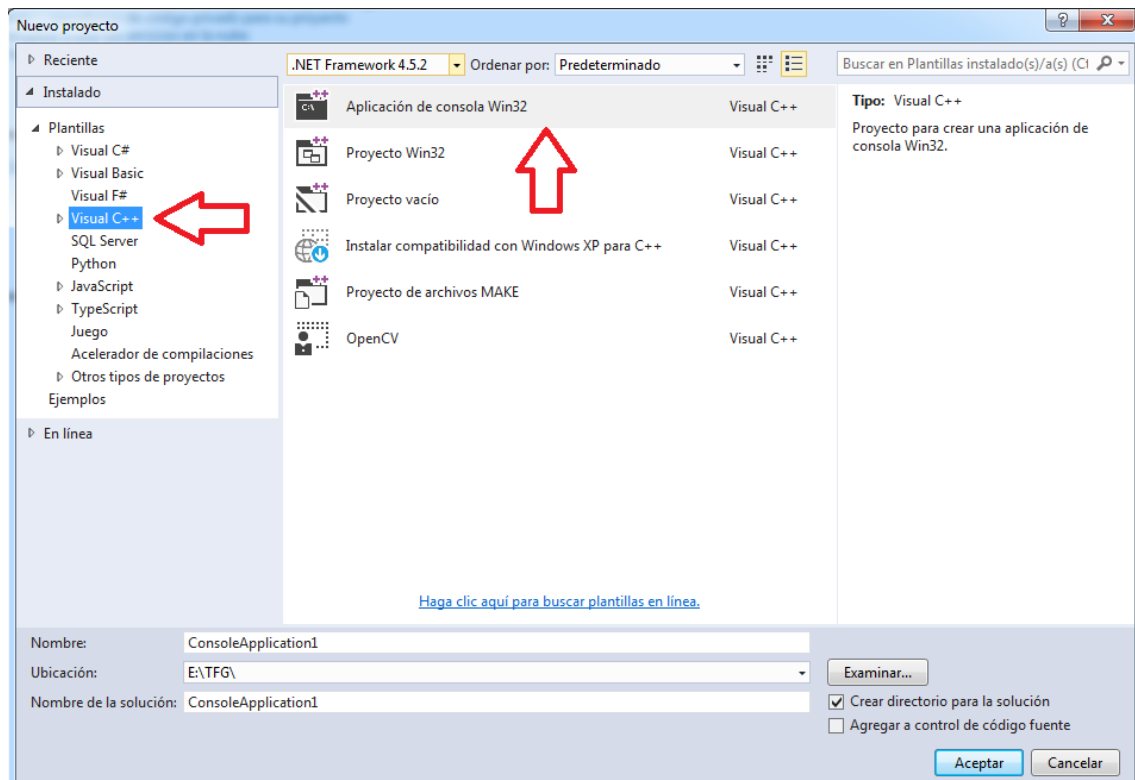 Nuevo proyecto
Reciente
Instalado
Plantillas
Visual C#
Visual Basic
Visual F#
Visual C++
SQL Server
Python
JavaScript
TypeScript
Juego
Acelerador de compilaciones
Otros tipos de proyectos
Ejemplos
En línea
.NET Framework 4.5.2 Ordenar por: Predeterminado
Aplicación de consola Win32 Visual C++
Proyecto Win32 Visual C++
Proyecto vacío Visual C++
Instalar compatibilidad con Windows XP para C++ Visual C++
Proyecto de archivos MAKE Visual C++
OpenCV Visual C++
Haga clic aquí para buscar plantillas en línea.
Buscar en Plantillas instalado(s)/a(s) (Ct
Tipo: Visual C++
Proyecto para crear una aplicación de
consola Win32.
Nombre: ConsoleApplication1
Ubicación: E:\TFG\
Nombre de la solución: ConsoleApplication1
Examinar...
Crear directorio para la solución
Agregar a control de código fuente
Aceptar Cancelar